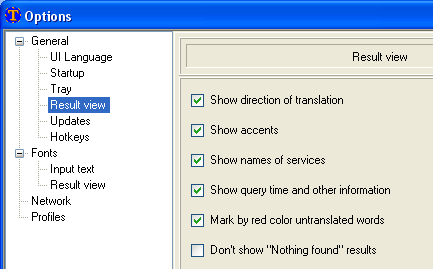 Options
General
UI Language
Startup
Tray
Result view
Updates
Hotkeys
Fonts
Input text
Result view
Network
Profiles
Result view
Show direction of translation
Show accents
Show names of services
Show query time and other information
Mark by red color untranslated words
Don't show "Nothing found" results